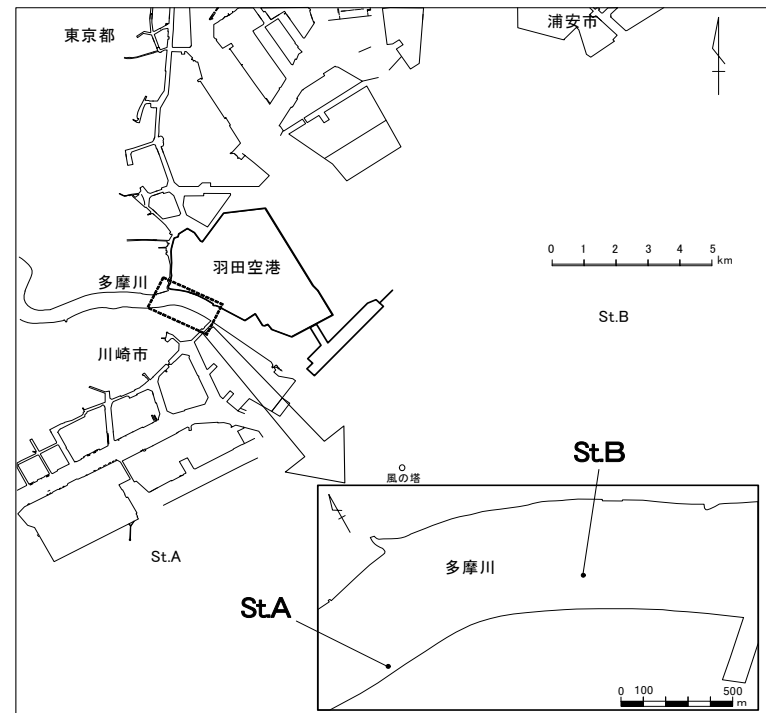 東京都
浦安市
羽田空港
0 1 2 3 4 5
km
多摩川
St.B
川崎市
風の塔
St.B
St.A
多摩川
St.A
0 100 500
m